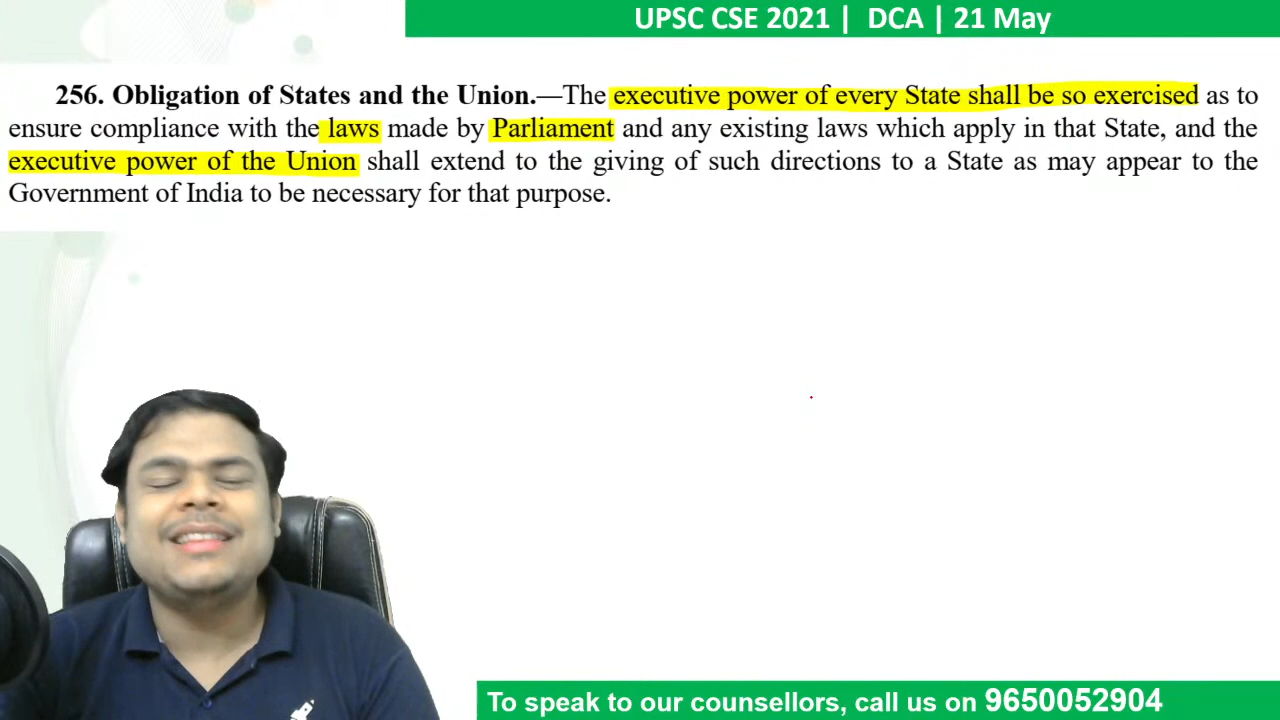 UPSC CSE 2021 | DCA | 21 May
256. Obligation of States and the Union.—The executive power of every State shall be so exercised as to
ensure compliance with the laws made by Parliament and any existing laws which apply in that State, and the
executive power of the Union shall extend to the giving of such directions to a State as may appear to the
Government of India to be necessary for that purpose.
To speak to our counsellors, call us on 9650052904